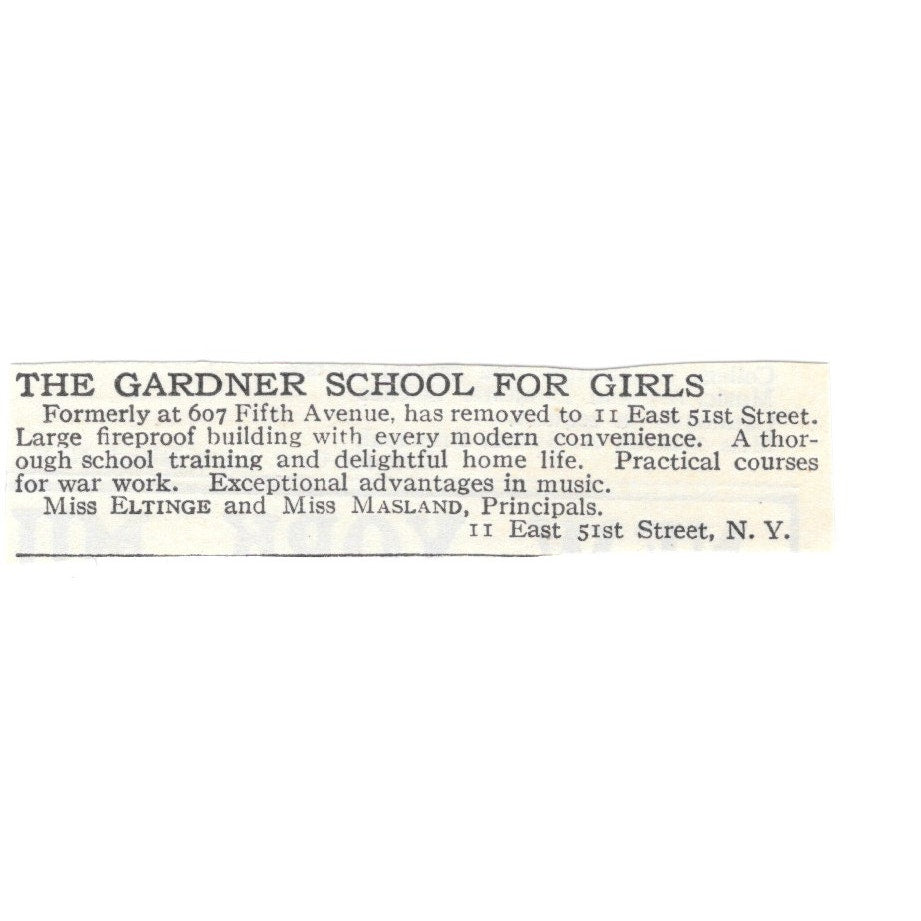 THE GARDNER SCHOOL FOR GIRLS
Formerly at 607 Fifth Avenue, has removed to 11 East 51st Street.
Large fireproof building with every modern convenience. A thor-
ough school training and delightful home life. Practical courses
for war work. Exceptional advantages in music.
Miss ELTINGE and Miss MASLAND, Principals.
11 East 51st Street, N. Y.